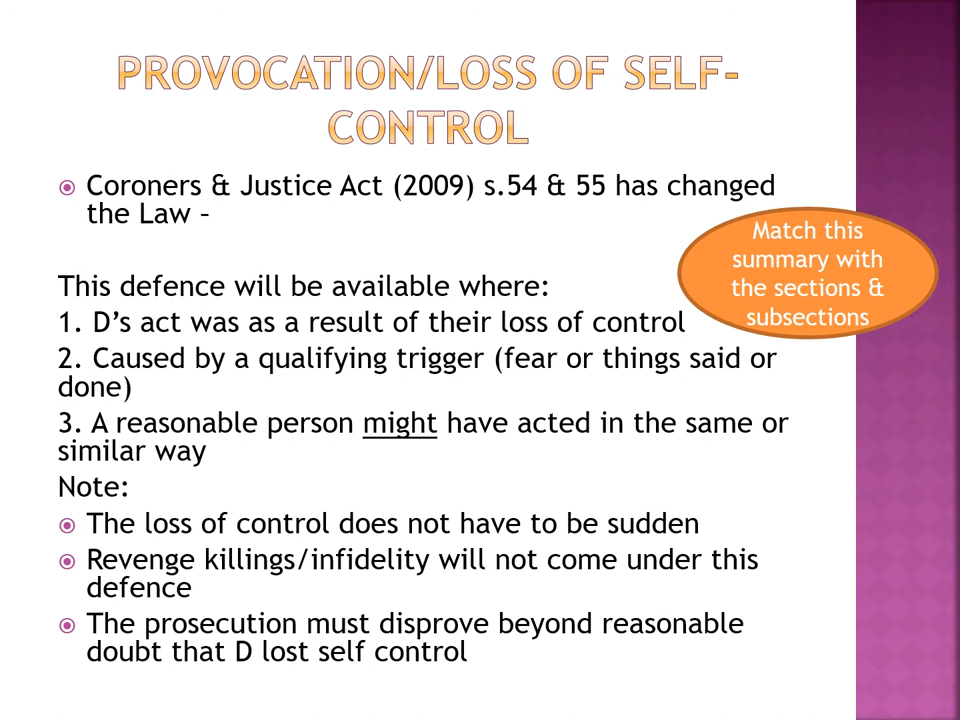 PROVOCATION/LOSS OF SELF-
CONTROL
Coroners & Justice Act (2009) s.54 & 55 has changed
the Law –
Match this
summary with
the sections &
subsections
This defence will be available where:
1. D’s act was as a result of their loss of control
2. Caused by a qualifying trigger (fear or things said or
done)
3. A reasonable person might have acted in the same or
similar way
Note:
The loss of control does not have to be sudden
Revenge killings/infidelity will not come under this
defence
The prosecution must disprove beyond reasonable
doubt that D lost self control